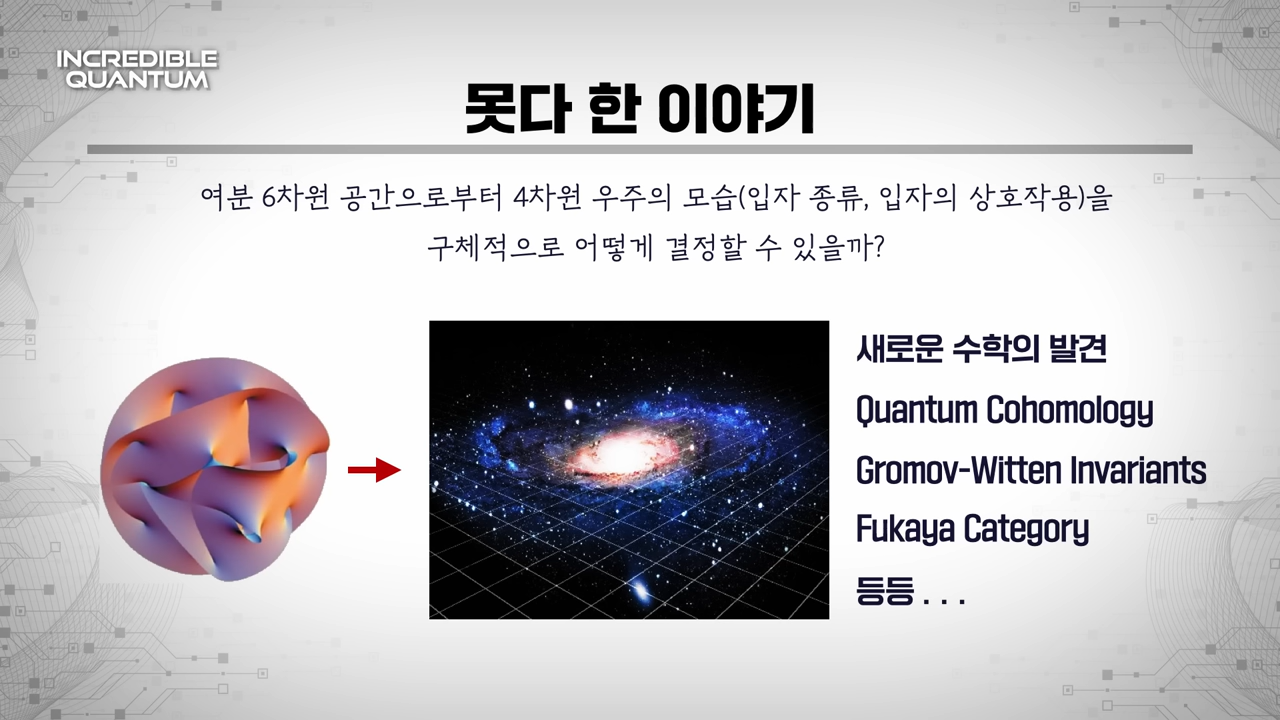 INCREDIBLE
QUANTUM
못다 한 이야기
여분 6차원 공간으로부터 4차원 우주의 모습(입자 종류, 입자의 상호작용)을
구체적으로 어떻게 결정할 수 있을까?
새로운 수학의 발견
Quantum Cohomology
Gromov-Witten Invariants
Fukaya Category
등등 . . .